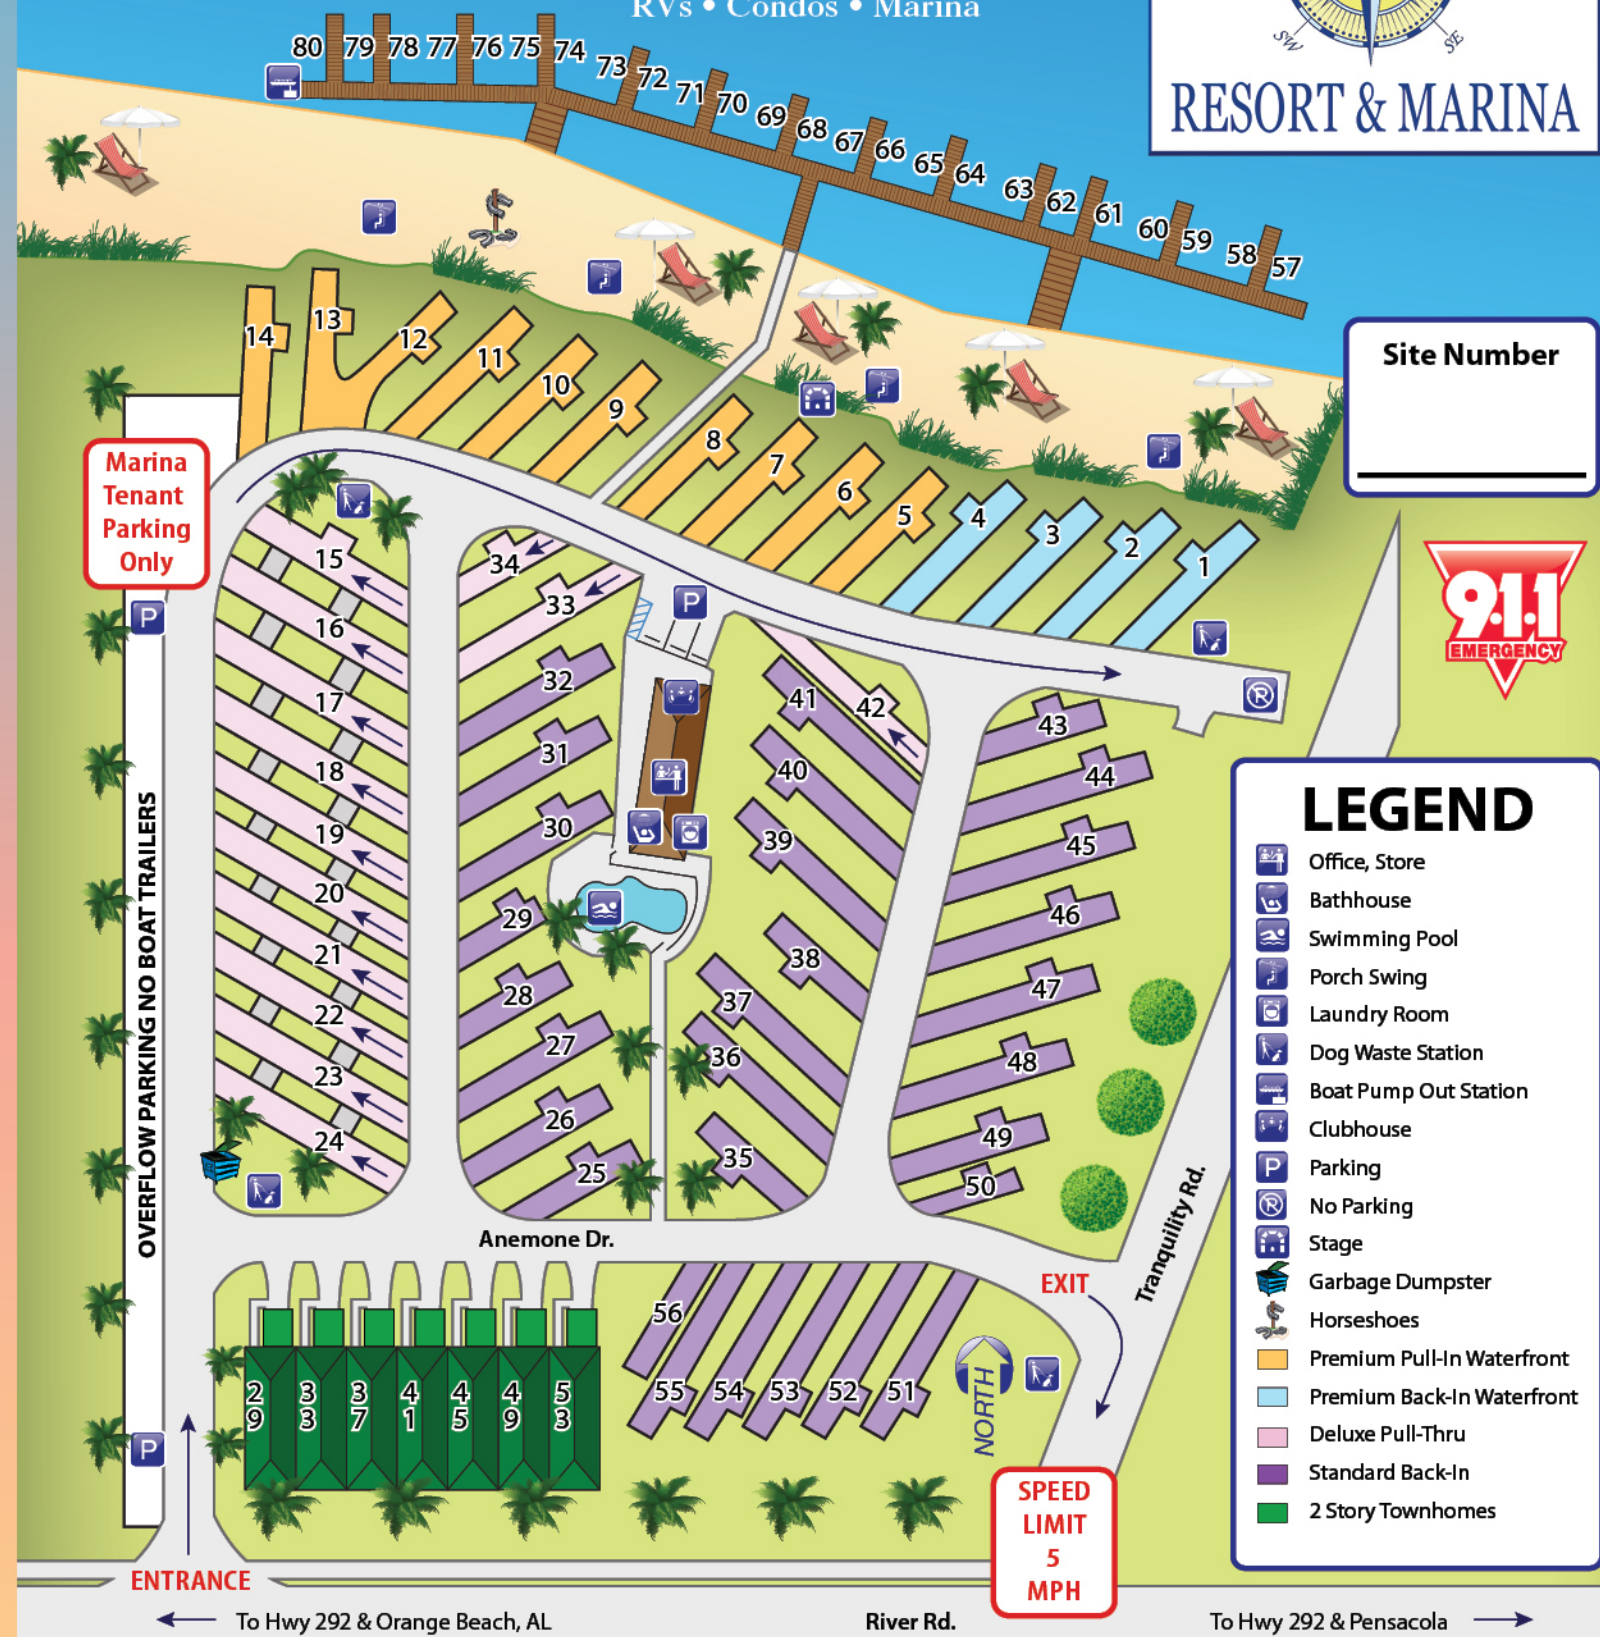 RVs • Condos • Marina
SW
SE
RESORT & MARINA
80 79 78 77 76 75 74 73 72 71 70 69 68 67 66 65 64 63 62 61 60 59 58 57
Site Number
14 13 12 11 10 9 8 7 6 5 4 3 2 1
Marina
Tenant
Parking
Only
911
EMERGENCY
P
P
OVERFLOW PARKING NO BOAT TRAILERS
15
16
17
18
19
20
21
22
23
24
34
33
32
31
30
29
28
27
26
25
42
41
40
39
38
37
36
35
43
44
45
46
47
48
49
50
Anemone Dr.
Tranquility Rd.
EXIT
29 33 37 41 45 49 53
56
55 54 53 52 51
NORTH
P
SPEED
LIMIT
5
MPH
LEGEND
Office, Store
Bathhouse
Swimming Pool
Porch Swing
Laundry Room
Dog Waste Station
Boat Pump Out Station
Clubhouse
P Parking
No Parking
Stage
Garbage Dumpster
Horseshoes
Premium Pull-In Waterfront
Premium Back-In Waterfront
Deluxe Pull-Thru
Standard Back-In
2 Story Townhomes
ENTRANCE
To Hwy 292 & Orange Beach, AL
River Rd.
To Hwy 292 & Pensacola